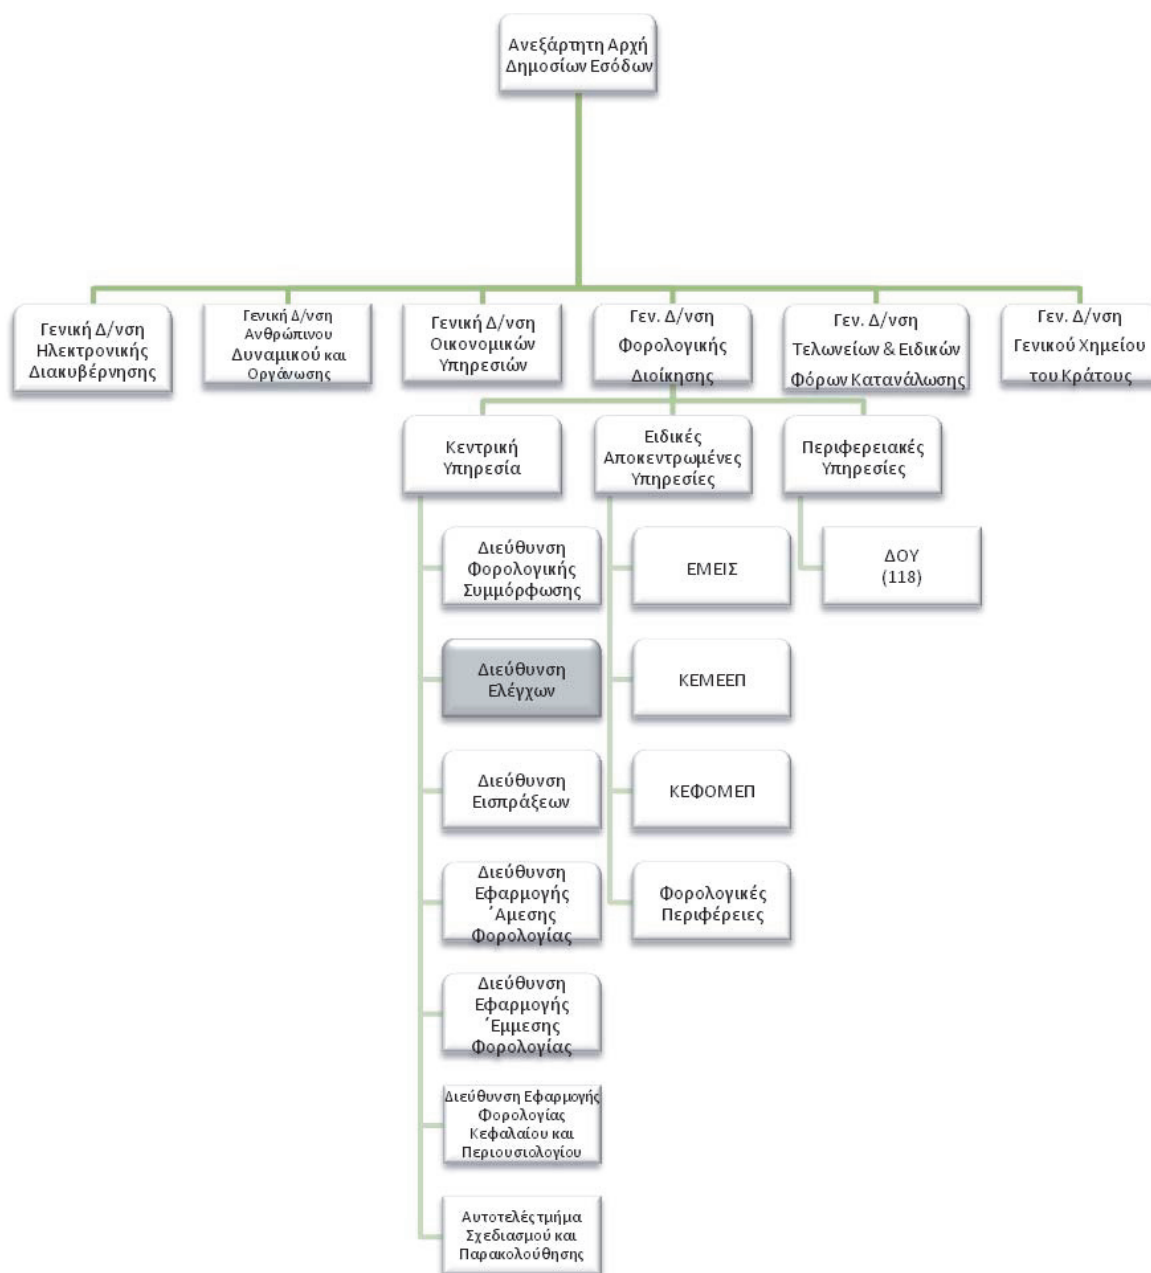 Ανεξάρτητη Αρχή
Δημοσίων Εσόδων
Γενική Δ/νση
Ηλεκτρονικής
Διακυβέρνησης
Γενική Δ/νση
Ανθρώπινου
Δυναμικού και
Οργάνωσης
Γενική Δ/νση
Οικονομικών
Υπηρεσιών
Γεν. Δ/νση
Φορολογικής
Διοίκησης
Γεν. Δ/νση
Τελωνείων & Ειδικών
Φόρων Κατανάλωσης
Γεν. Δ/νση
Γενικού Χημείου
του Κράτους
Κεντρική
Υπηρεσία
Ειδικές
Αποκεντρωμένες
Υπηρεσίες
Περιφερειακές
Υπηρεσίες
Διεύθυνση
Φορολογικής
Συμμόρφωσης
ΕΜΕΙΣ
ΔΟΥ
(118)
Διεύθυνση
Ελέγχων
ΚΕΜΕΕΠ
Διεύθυνση
Εισπράξεων
ΚΕΦΟΜΕΠ
Διεύθυνση
Εφαρμογής
΄Αμεσης
Φορολογίας
Φορολογικές
Περιφέρειες
Διεύθυνση
Εφαρμογής
΄Εμμεσης
Φορολογίας
Διεύθυνση Εφαρμογής
Φορολογίας
Κεφαλαίου και
Περιουσιολογίου
Αυτοτελές τμήμα
Σχεδιασμού και
Παρακολούθησης